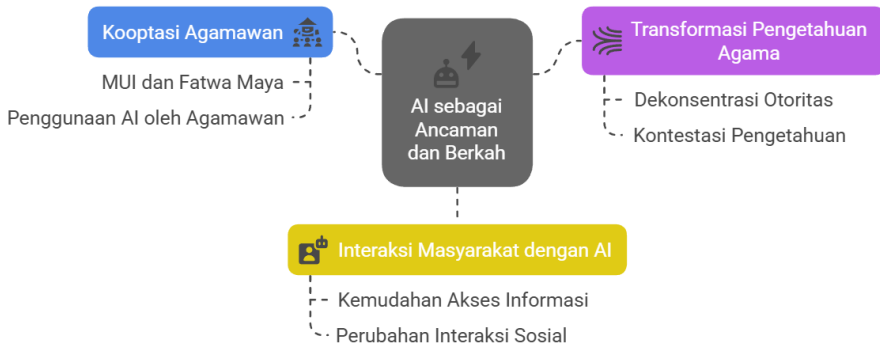 Kooptasi Agamawan
MUI dan Fatwa Maya
Penggunaan AI oleh Agamawan
AI sebagai
Ancaman
dan Berkah
Transformasi Pengetahuan
Agama
Dekonsentrasi Otoritas
Kontestasi Pengetahuan
Interaksi Masyarakat dengan AI
Kemudahan Akses Informasi
Perubahan Interaksi Sosial